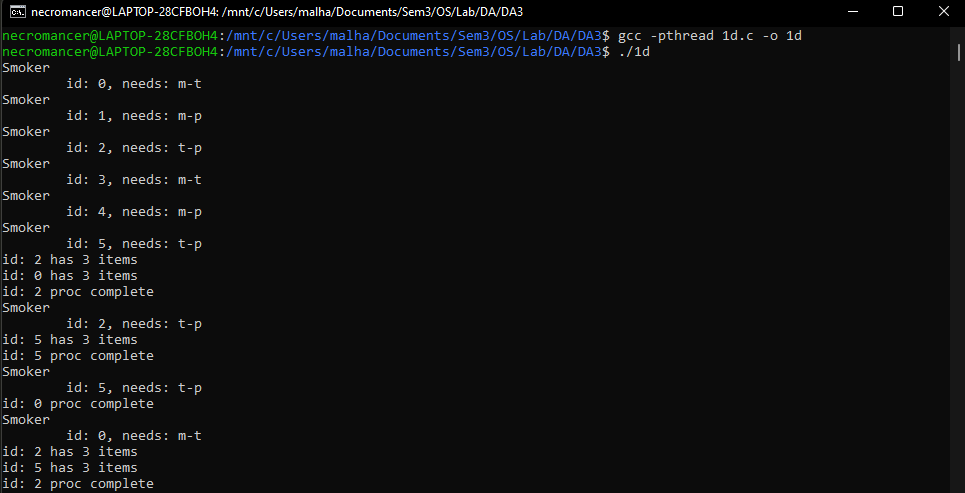 necromancer@LAPTOP-28CFBOH4: /mnt/c/Users/malha/Documents/Sem3/OS/Lab/DA/DA3
necromancer@LAPTOP-28CFBOH4:/mnt/c/Users/malha/Documents/Sem3/OS/Lab/DA/DA3$ gcc -pthread 1d.c -o 1d
necromancer@LAPTOP-28CFBOH4:/mnt/c/Users/malha/Documents/Sem3/OS/Lab/DA/DA3$ ./1d
Smoker
        id: 0, needs: m-t
Smoker
        id: 1, needs: m-p
Smoker
        id: 2, needs: t-p
Smoker
        id: 3, needs: m-t
Smoker
        id: 4, needs: m-p
Smoker
        id: 5, needs: t-p
id: 2 has 3 items
id: 0 has 3 items
id: 2 proc complete
Smoker
        id: 2, needs: t-p
id: 5 has 3 items
id: 5 proc complete
Smoker
        id: 5, needs: t-p
id: 0 proc complete
Smoker
        id: 0, needs: m-t
id: 2 has 3 items
id: 5 has 3 items
id: 2 proc complete